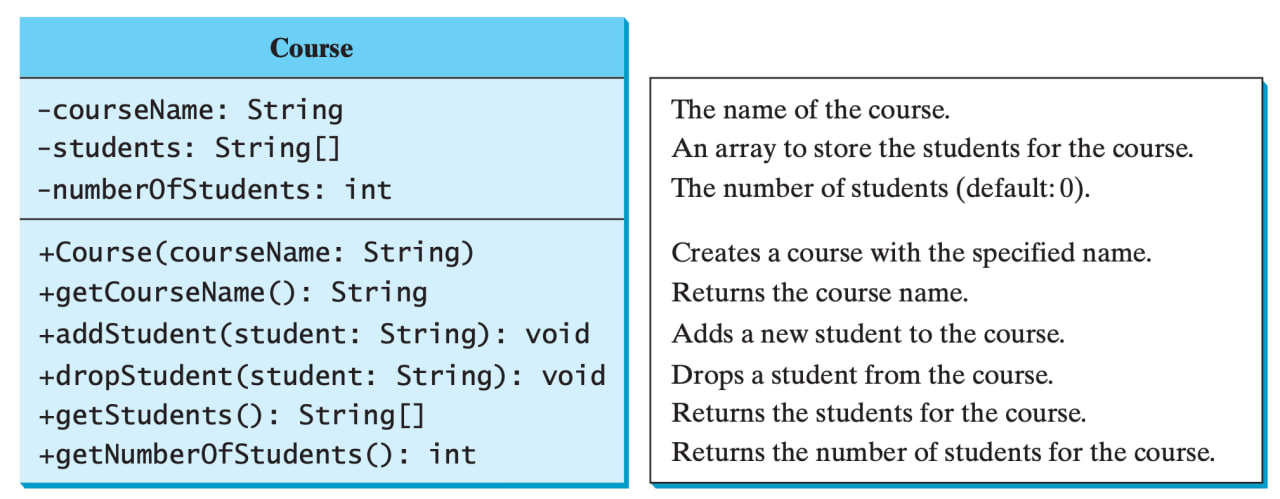 Course
-courseName: String
-students: String[]
-numberOfStudents: int
+Course(courseName: String)
+getCourseName(): String
+addStudent(student: String): void
+dropStudent(student: String): void
+getStudents(): String[]
+getNumberOfStudents(): int
The name of the course.
An array to store the students for the course.
The number of students (default: 0).
Creates a course with the specified name.
Returns the course name.
Adds a new student to the course.
Drops a student from the course.
Returns the students for the course.
Returns the number of students for the course.